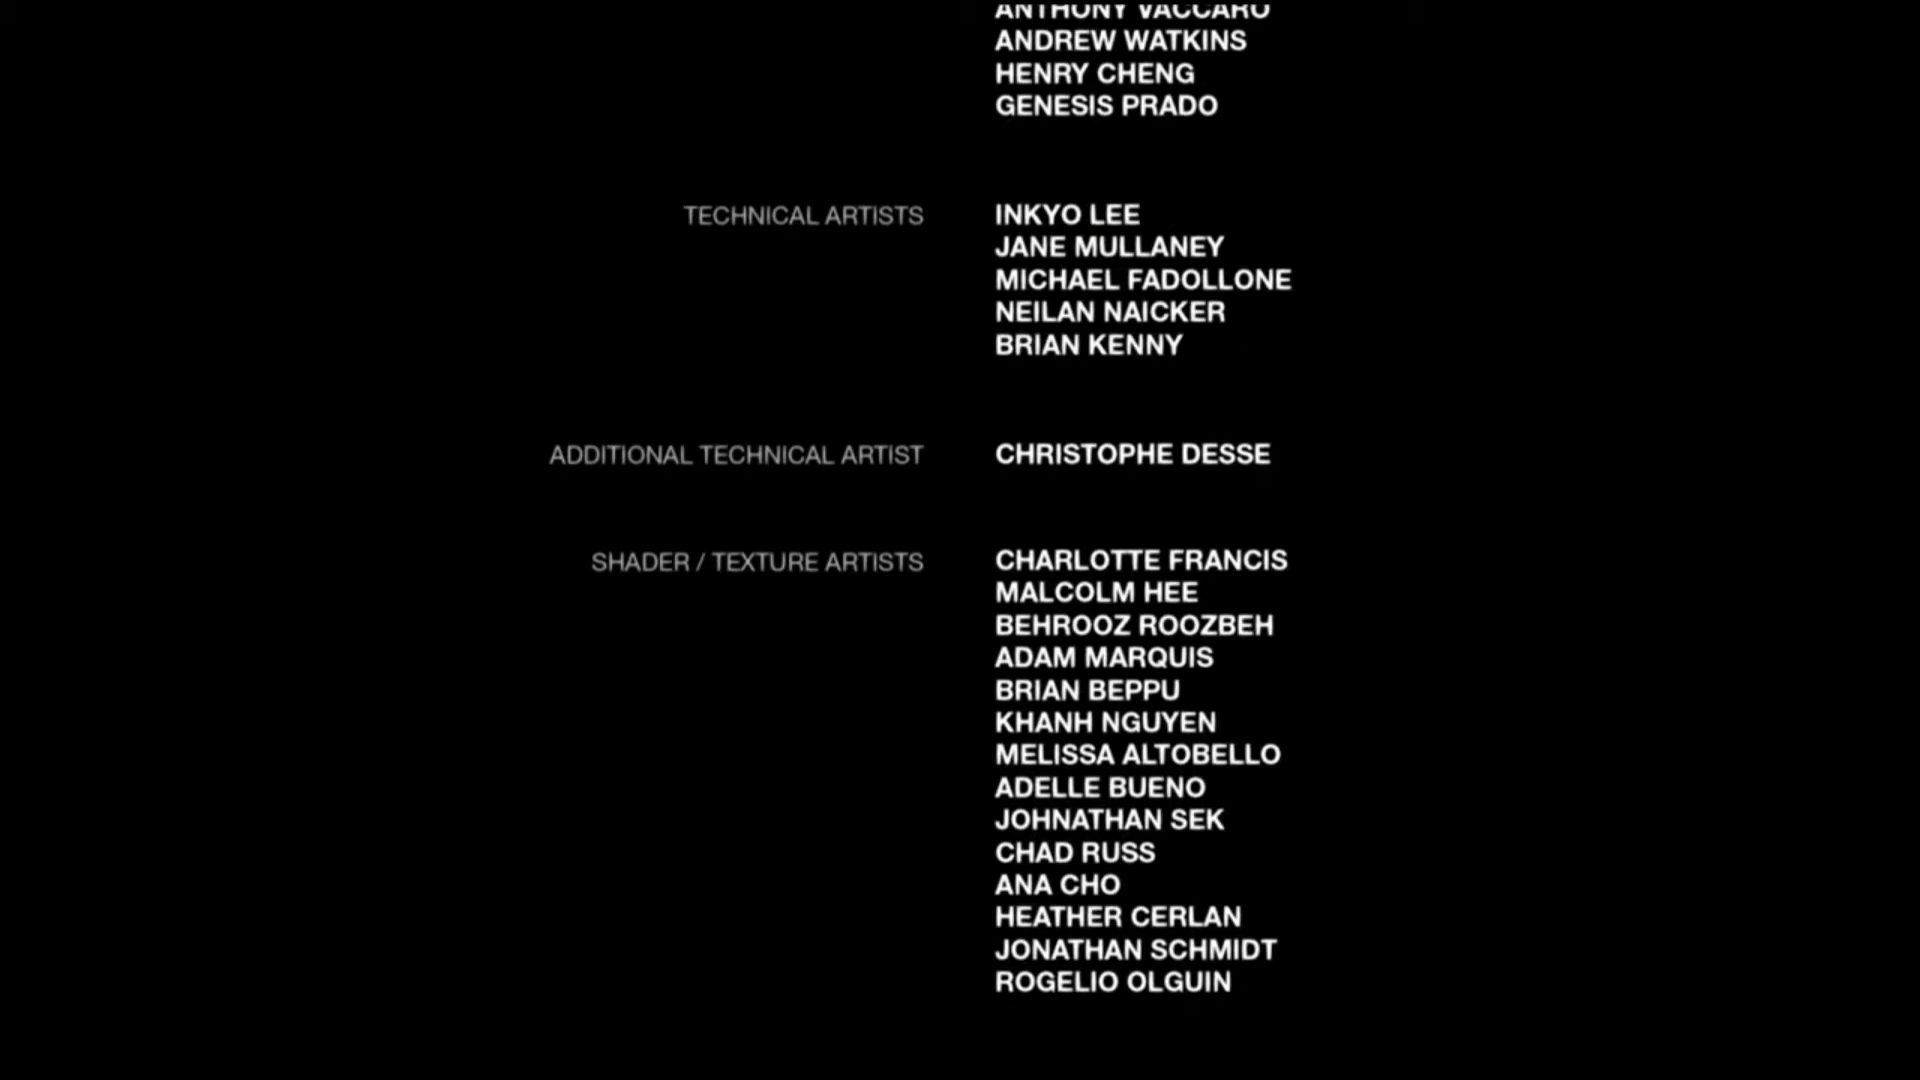 ANTHONY VACCARO
ANDREW WATKINS
HENRY CHENG
GENESIS PRADO
TECHNICAL ARTISTS INKYO LEE
JANE MULLANEY
MICHAEL FADOLLONE
NEILAN NAICKER
BRIAN KENNY
ADDITIONAL TECHNICAL ARTIST CHRISTOPHE DESSE
SHADER / TEXTURE ARTISTS CHARLOTTE FRANCIS
MALCOLM HEE
BEHROOZ ROOZBEH
ADAM MARQUIS
BRIAN BEPPU
KHANH NGUYEN
MELISSA ALTOBELLO
ADELLE BUENO
JOHNATHAN SEK
CHAD RUSS
ANA CHO
HEATHER CERLAN
JONATHAN SCHMIDT
ROGELIO OLGUIN